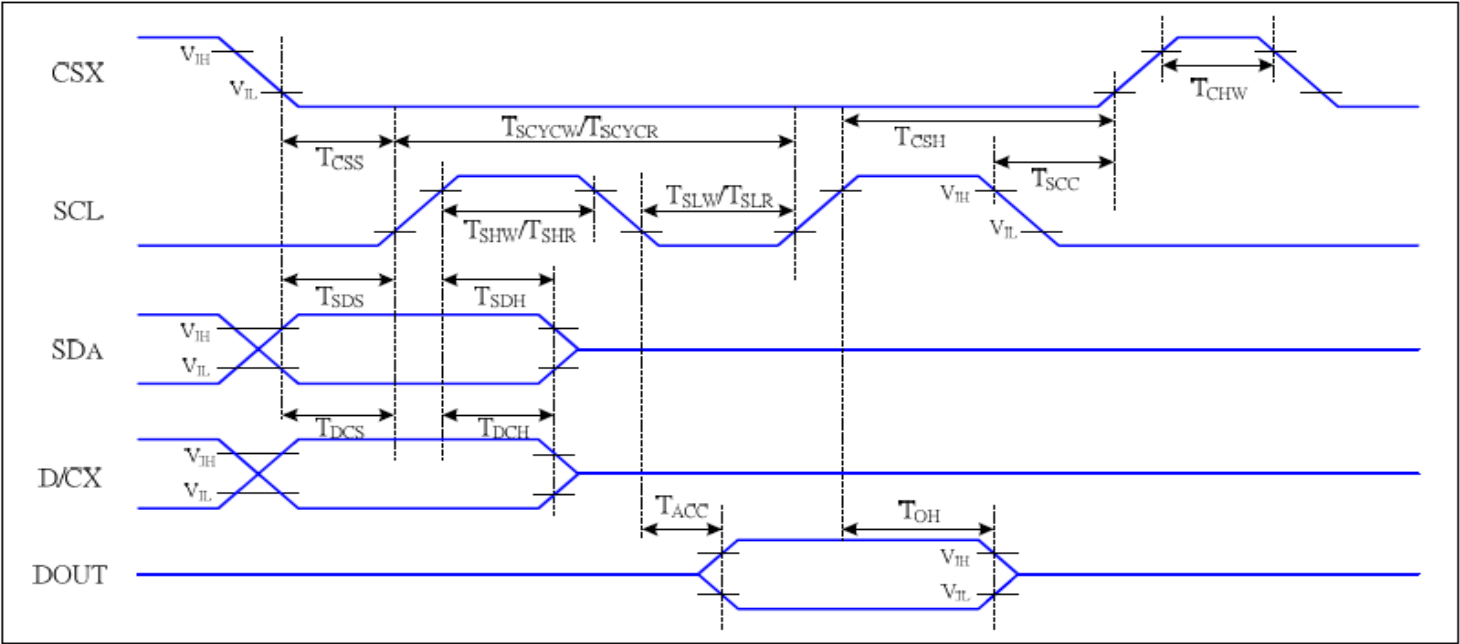 CSX
VIH
VIL
TCHW
TSCYCW/TSCYCR
TCSS
TCSH
TSCC
SCL
TSLW/TSLR
VIH
TSHW/TSHR
VIL
TSDS
TSDH
SDA
VIH
VIL
TDCS
TDCH
D/CX
VIH
VIL
TACC
TOH
DOUT
VIH
VIL